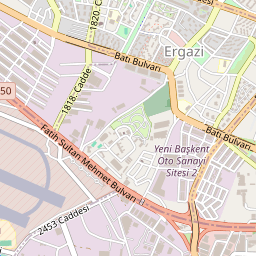 1820. C
Ergazi
Batı Bulvarı
1818. Cadde
50
Batı Bulvarı
Fatih Sultan Mehmet Bulvarı
Yeni Başkent
Oto Sanayi
Sitesi 2
2453 Caddesi